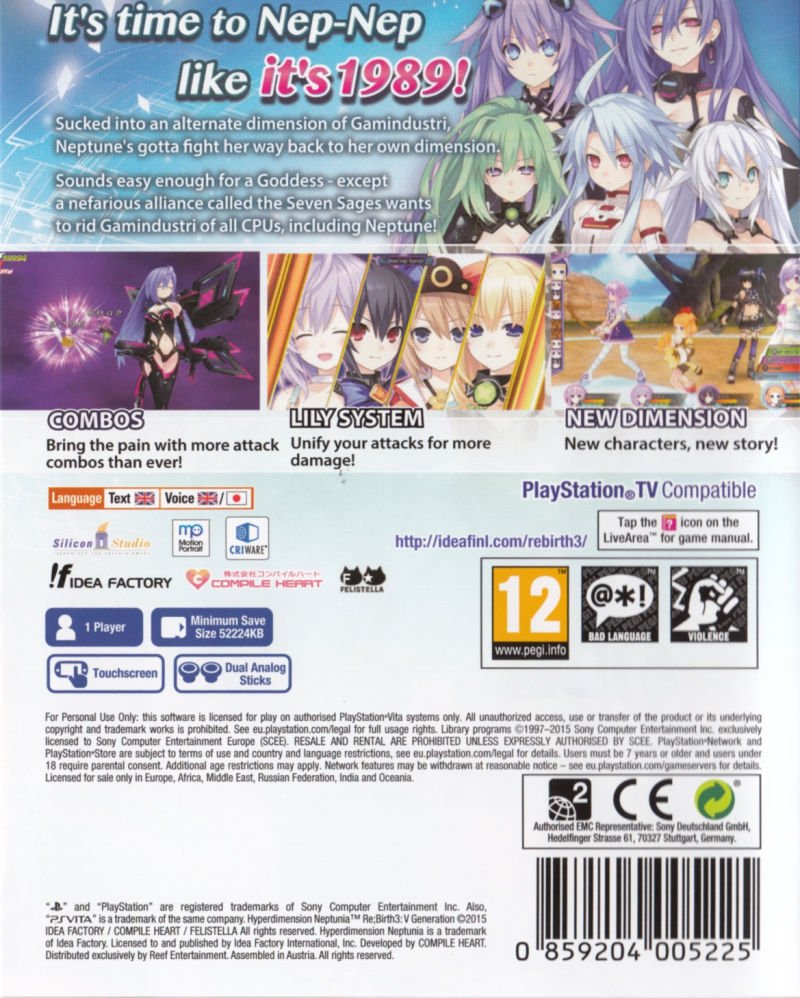 It's time to Nep-Nep
like it's 1989!
Sucked into an alternate dimension of Gamindustri,
Neptune's gotta fight her way back to her own dimension.
Sounds easy enough for a Goddess - except
a nefarious alliance called the Seven Sages wants
to rid Gamindustri of all CPUs, including Neptune!
COMBOS
Bring the pain with more attack
combos than ever!
LILY SYSTEM
Unify your attacks for more
damage!
NEW DIMENSION
New characters, new story!
Language Text Voice /
PlayStation®TV Compatible
Silicon Studio
mp
Motion
Portrait
CRIWARE™
http://ideafinl.com/rebirth3/
Tap the ? icon on the
LiveArea™ for game manual.
!F IDEA FACTORY
株式会社コンパイルハート
COMPILE HEART
FELISTELLA
1 Player
Minimum Save
Size 52224KB
Touchscreen
Dual Analog
Sticks
12
www.pegi.info
@*!
BAD LANGUAGE
VIOLENCE
For Personal Use Only: this software is licensed for play on authorised PlayStation®Vita systems only. All unauthorized access, use or transfer of the product or its underlying
copyright and trademark works is prohibited. See eu.playstation.com/legal for full usage rights. Library programs ©1997–2015 Sony Computer Entertainment Inc. exclusively
licensed to Sony Computer Entertainment Europe (SCEE). RESALE AND RENTAL ARE PROHIBITED UNLESS EXPRESSLY AUTHORISED BY SCEE. PlayStation®Network and
PlayStation®Store are subject to terms of use and country and language restrictions, see eu.playstation.com/legal for details. Users must be 7 years or older and users under
18 require parental consent. Additional age restrictions may apply. Network features may be withdrawn at reasonable notice – see eu.playstation.com/gameservers for details.
Licensed for sale only in Europe, Africa, Middle East, Russian Federation, India and Oceania.
2
CE
Authorised EMC Representative: Sony Deutschland GmbH,
Hedelfinger Strasse 61, 70327 Stuttgart, Germany.
" " and "PlayStation" are registered trademarks of Sony Computer Entertainment Inc. Also,
"PSVITA" is a trademark of the same company. Hyperdimension Neptunia™ Re;Birth3: V Generation ©2015
IDEA FACTORY / COMPILE HEART / FELISTELLA All rights reserved. Hyperdimension Neptunia is a trademark
of Idea Factory. Licensed to and published by Idea Factory International, Inc. Developed by COMPILE HEART.
Distributed exclusively by Reef Entertainment. Assembled in Austria. All rights reserved.
0 859204 005225